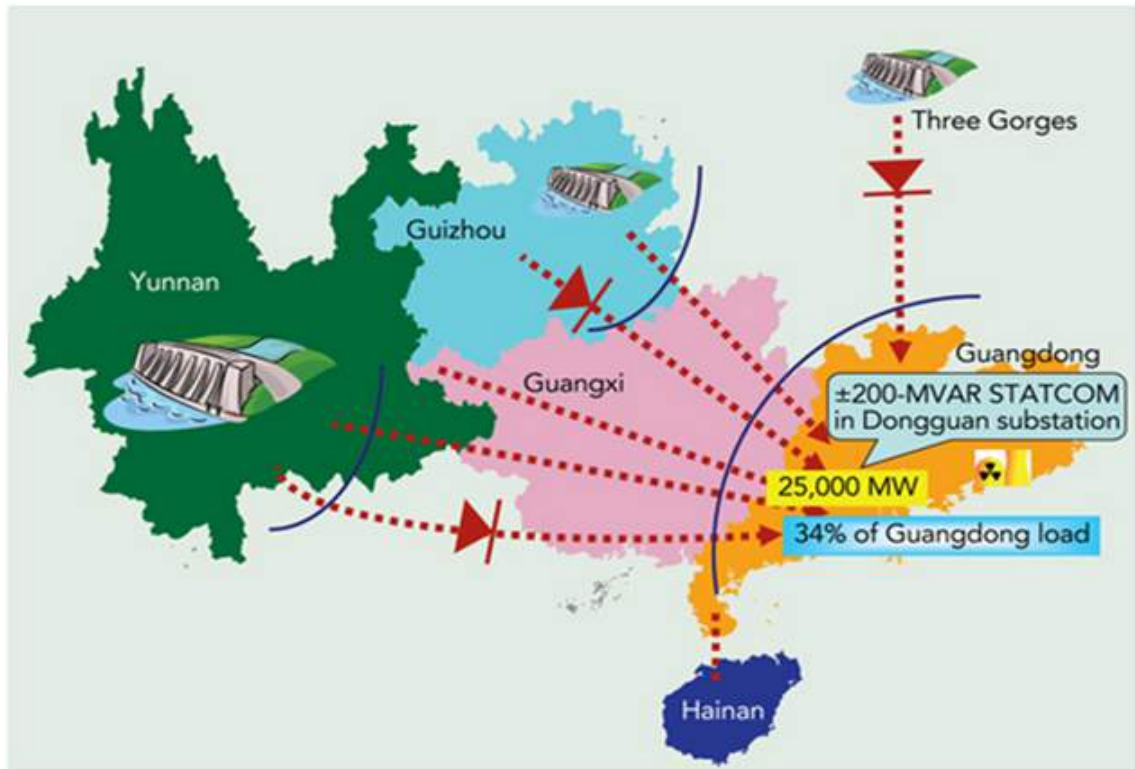 Three Gorges
Guizhou
Yunnan
Guangxi
Guangdong
±200-MVAR STATCOM
in Dongguan substation
25,000 MW
34% of Guangdong load
Hainan